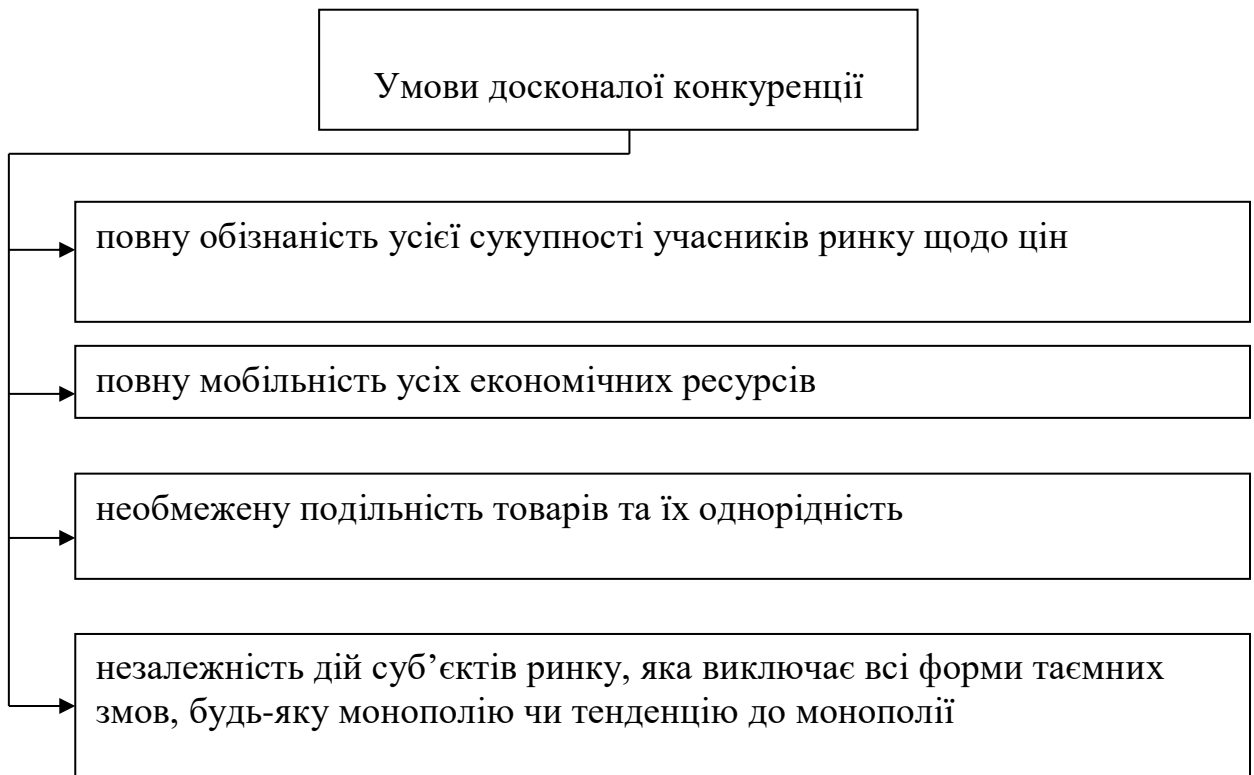 Умови досконалої конкуренції
повну обізнаність усієї сукупності учасників ринку щодо цін
повну мобільність усіх економічних ресурсів
необмежену подільність товарів та їх однорідність
незалежність дій суб’єктів ринку, яка виключає всі форми таємних
змов, будь-яку монополію чи тенденцію до монополії